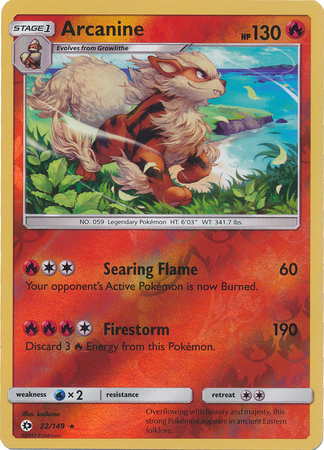 STAGE 1 Arcanine HP 130
Evolves from Growlithe
NO. 059 Legendary Pokémon HT: 6'03" WT: 341.7 lbs.
Searing Flame 60
Your opponent's Active Pokémon is now Burned.
Firestorm 190
Discard 3 Energy from this Pokémon.
weakness ×2 resistance retreat
illus. kodama
22/149 ★
©2017 Pokémon
Overflowing with beauty and majesty, this
strong Pokémon appears in ancient Eastern
folklore.